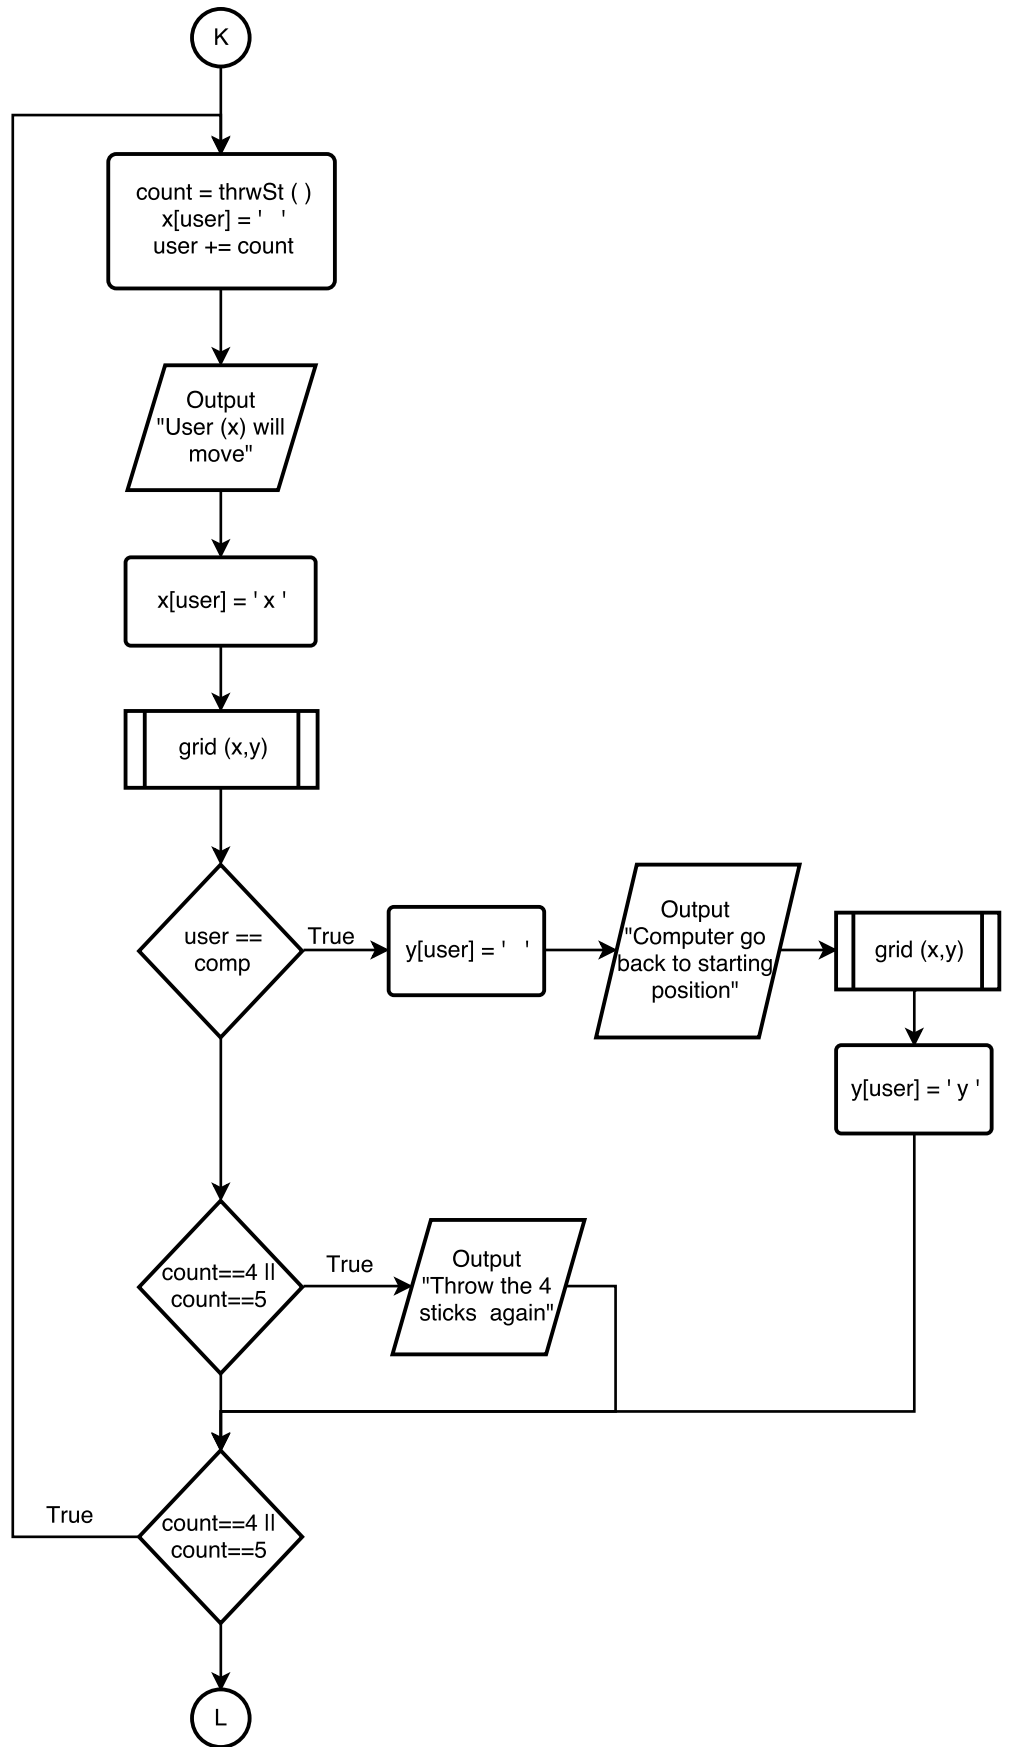 K
count = thrwSt ( )
x[user] = '   '
user += count
Output
"User (x) will
move"
x[user] = ' x '
grid (x,y)
user ==
comp
True
y[user] = '   '
Output
"Computer go
back to starting
position"
grid (x,y)
y[user] = ' y '
count==4 ||
count==5
True
Output
"Throw the 4
sticks  again"
count==4 ||
count==5
True
L